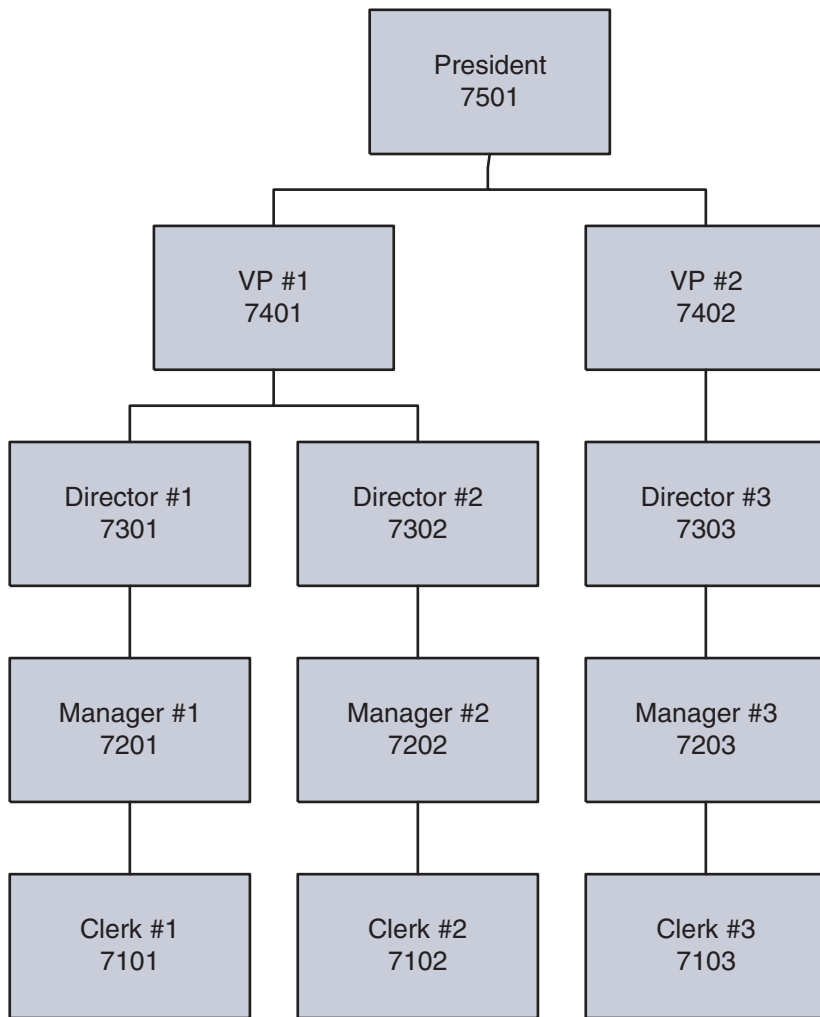 President
7501
VP #1
7401
VP #2
7402
Director #1
7301
Director #2
7302
Director #3
7303
Manager #1
7201
Manager #2
7202
Manager #3
7203
Clerk #1
7101
Clerk #2
7102
Clerk #3
7103